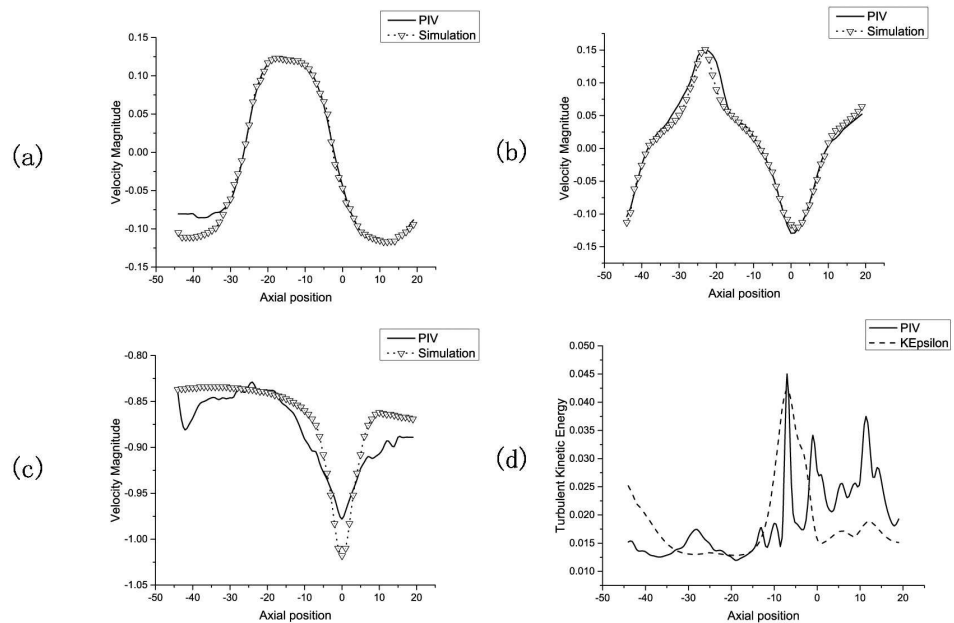 (a)
PIV
Simulation
Velocity Magnitude
0.15
0.10
0.05
0.00
-0.05
-0.10
-0.15
-50 -40 -30 -20 -10 0 10 20
Axial position
(b)
PIV
Simulation
Velocity Magnitude
0.15
0.10
0.05
0.00
-0.05
-0.10
-0.15
-50 -40 -30 -20 -10 0 10 20
Axial position
(c)
PIV
Simulation
Velocity Magnitude
-0.80
-0.85
-0.90
-0.95
-1.00
-1.05
-50 -40 -30 -20 -10 0 10 20
Axial position
(d)
PIV
KEpsilon
Turbulent Kinetic Energy
0.050
0.045
0.040
0.035
0.030
0.025
0.020
0.015
0.010
-50 -40 -30 -20 -10 0 10 20
Axial position